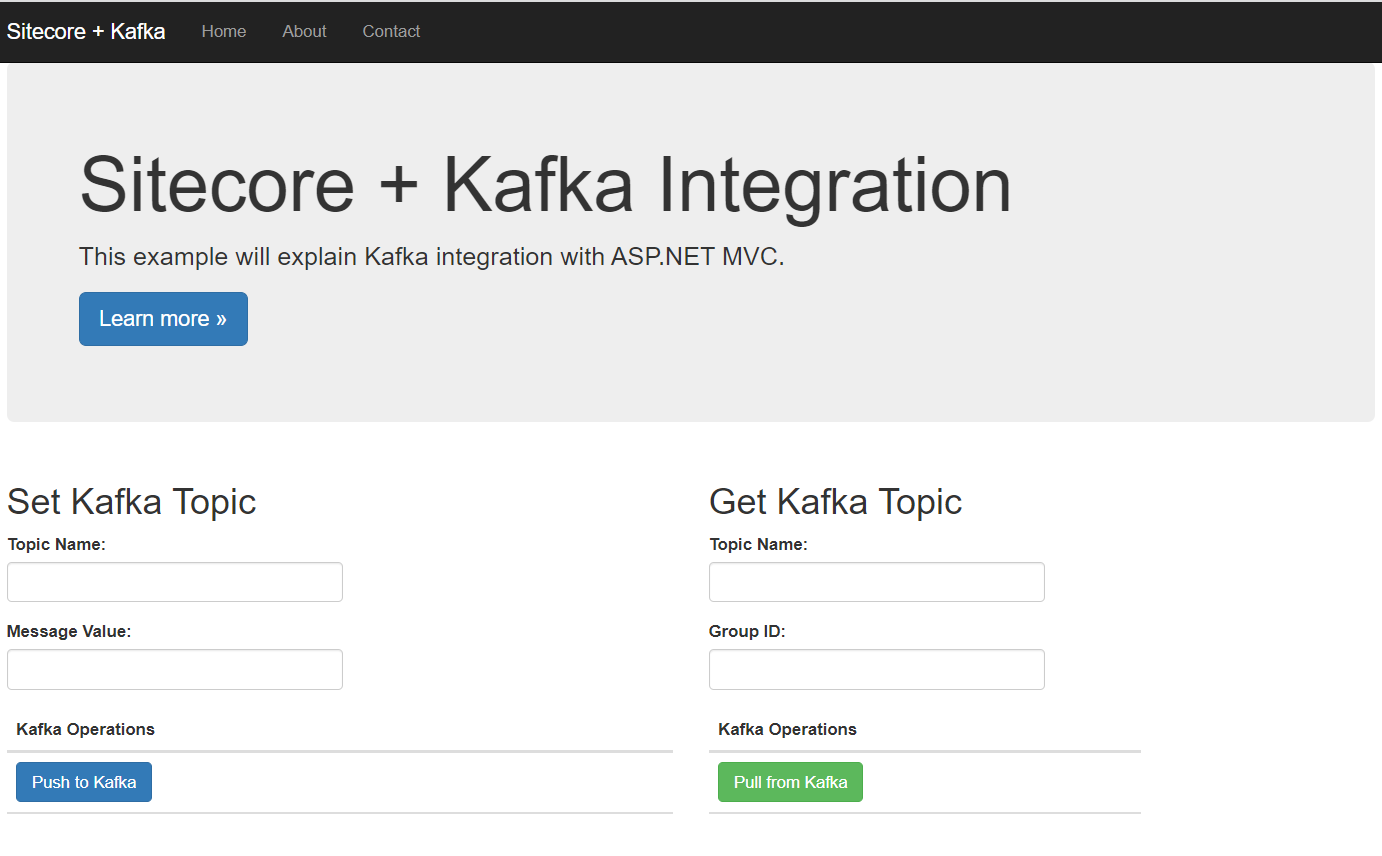 Sitecore + Kafka Home About Contact
Sitecore + Kafka Integration
This example will explain Kafka integration with ASP.NET MVC.
Learn more »
Set Kafka Topic
Topic Name:
Message Value:
Kafka Operations
Push to Kafka
Get Kafka Topic
Topic Name:
Group ID:
Kafka Operations
Pull from Kafka